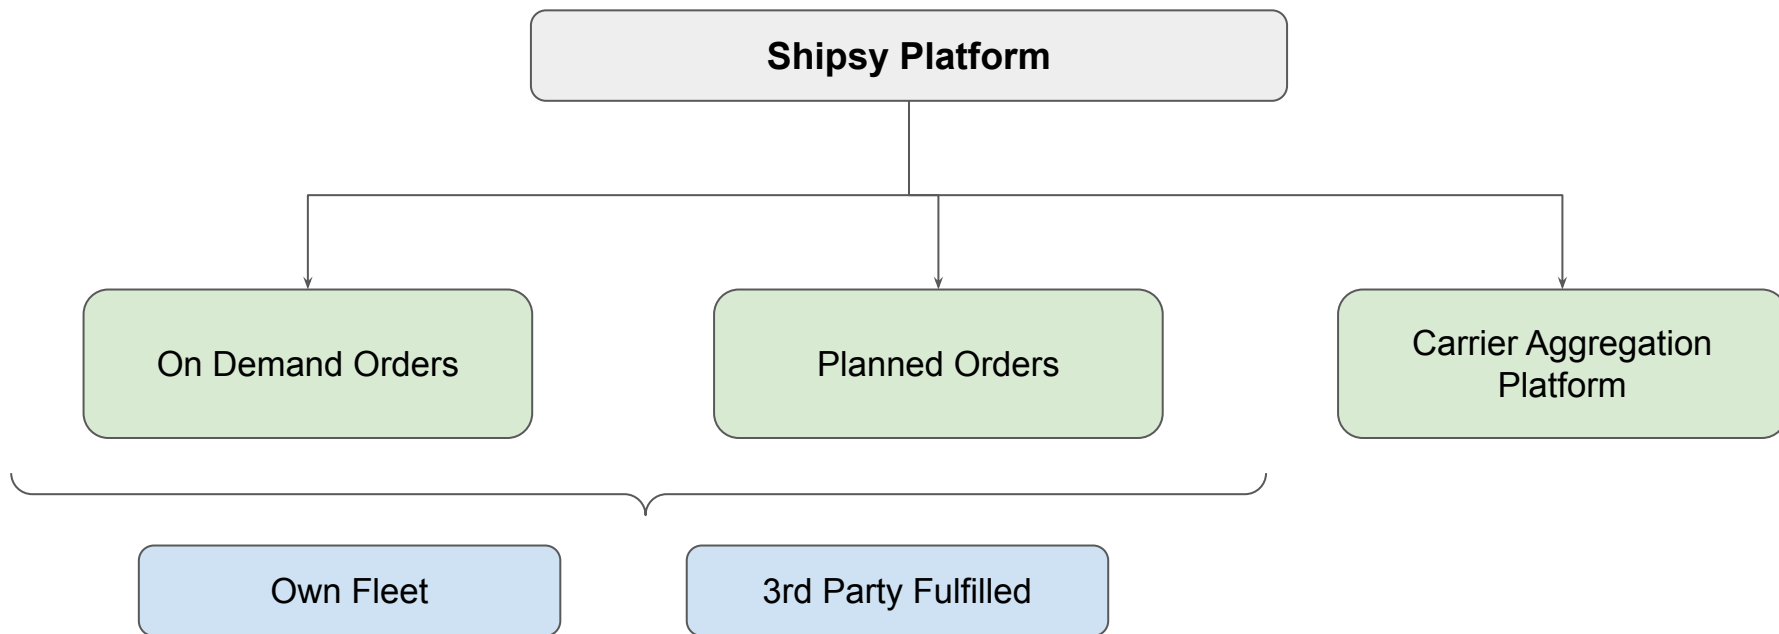 Shipsy Platform
On Demand Orders
Planned Orders
Carrier Aggregation
Platform
Own Fleet
3rd Party Fulfilled